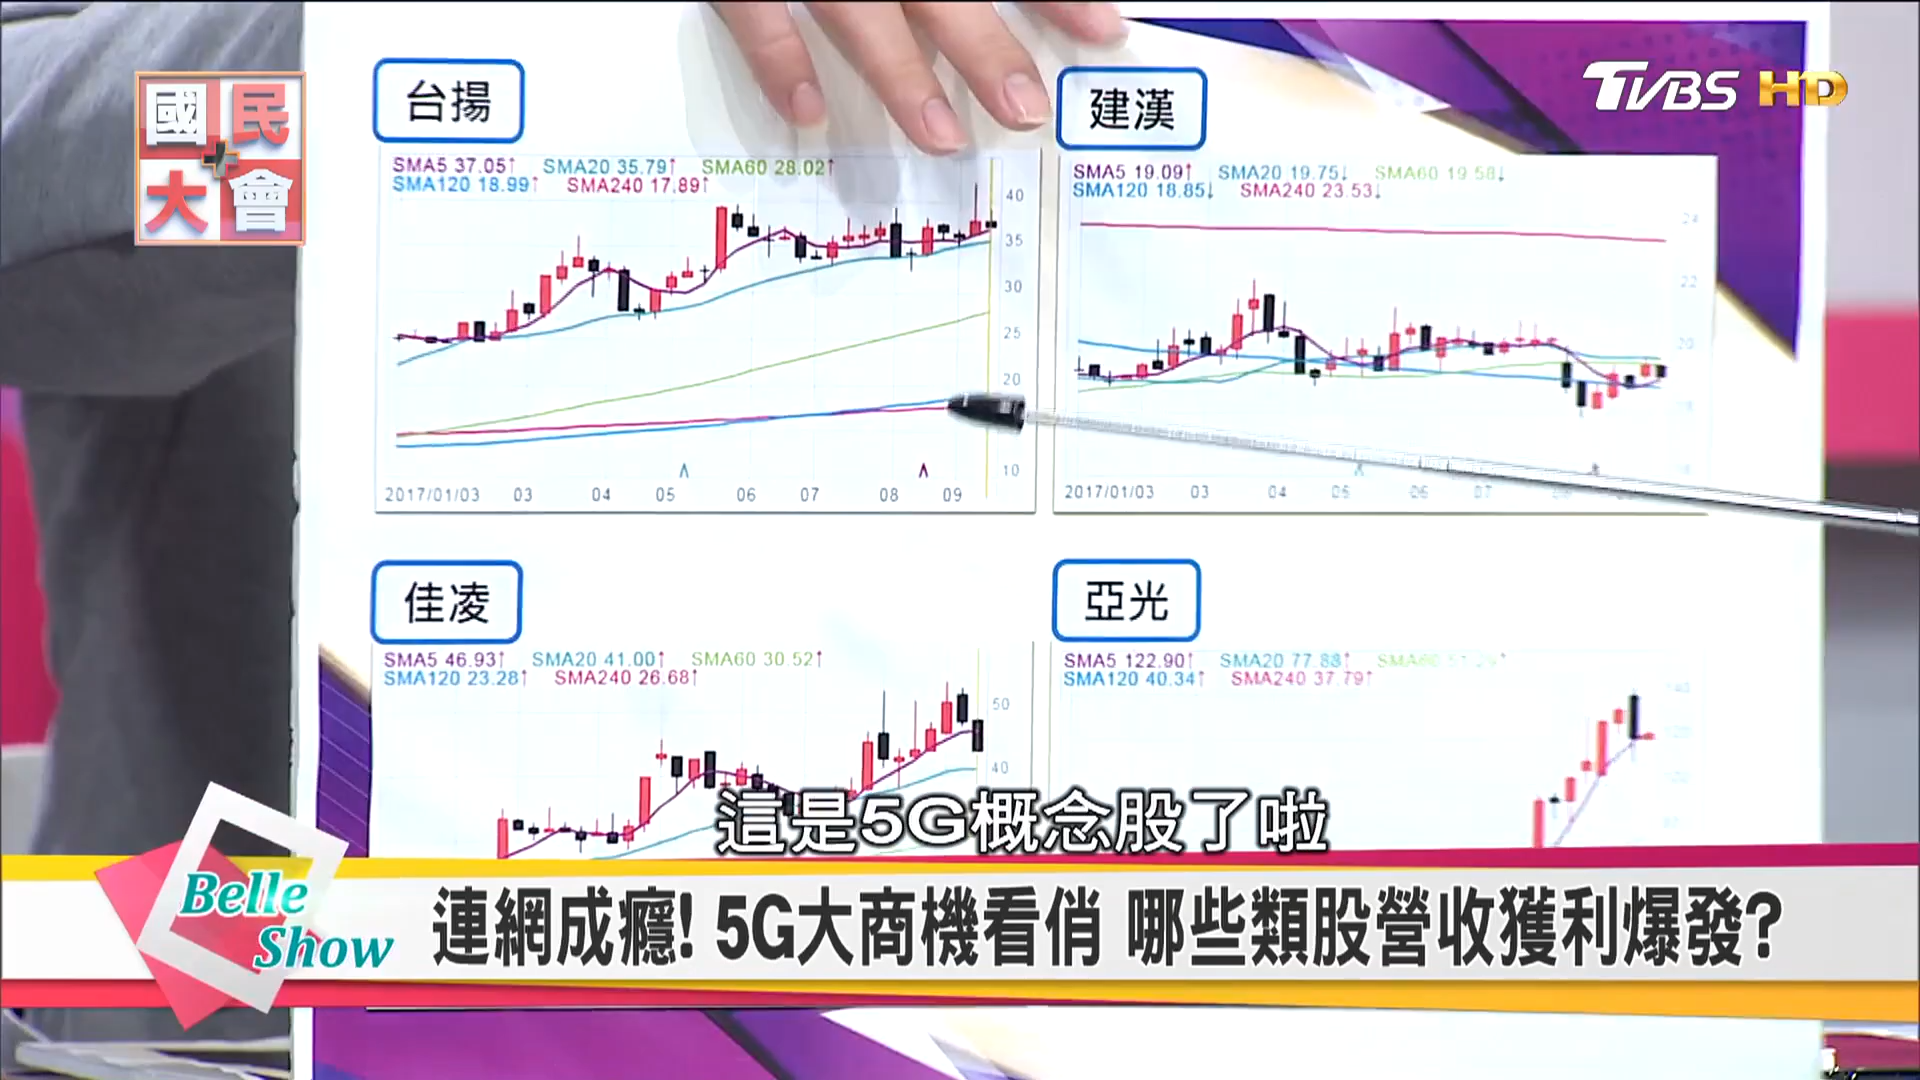 國民
大會
TVBS HD
台揚
SMA5 37.05↑ SMA20 35.79↑ SMA60 28.02↑
SMA120 18.99↑ SMA240 17.89↑
40
35
30
25
20
10
2017/01/03 03 04 05 06 07 08 09
建漢
SMA5 19.09↑ SMA20 19.75↓ SMA60 19.58↓
SMA120 18.85↓ SMA240 23.53↓
24
22
20
2017/01/03 03 04 05 06 07
佳凌
SMA5 46.93↑ SMA20 41.00↑ SMA60 30.52↑
SMA120 23.28↑ SMA240 26.68↑
50
40
亞光
SMA5 122.90↑ SMA20 77.88↑
SMA120 40.34↑ SMA240 37.79↑
這是5G概念股了啦
Belle
Show
連網成癮! 5G大商機看俏 哪些類股營收獲利爆發?